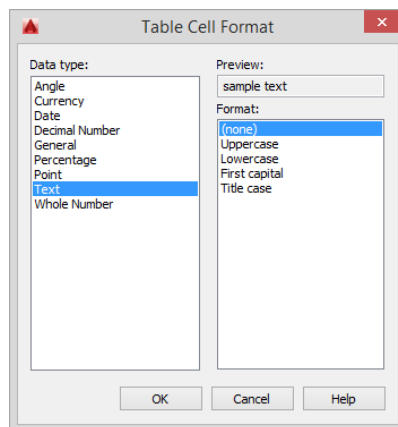 Table Cell Format
Data type:
Angle
Currency
Date
Decimal Number
General
Percentage
Point
Text
Whole Number
Preview:
sample text
Format:
(none)
Uppercase
Lowercase
First capital
Title case
OK
Cancel
Help